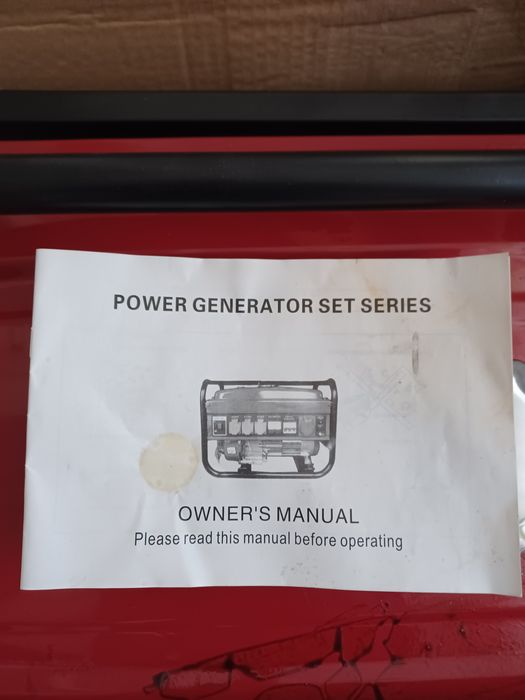 POWER GENERATOR SET SERIES
OWNER'S MANUAL
Please read this manual before operating